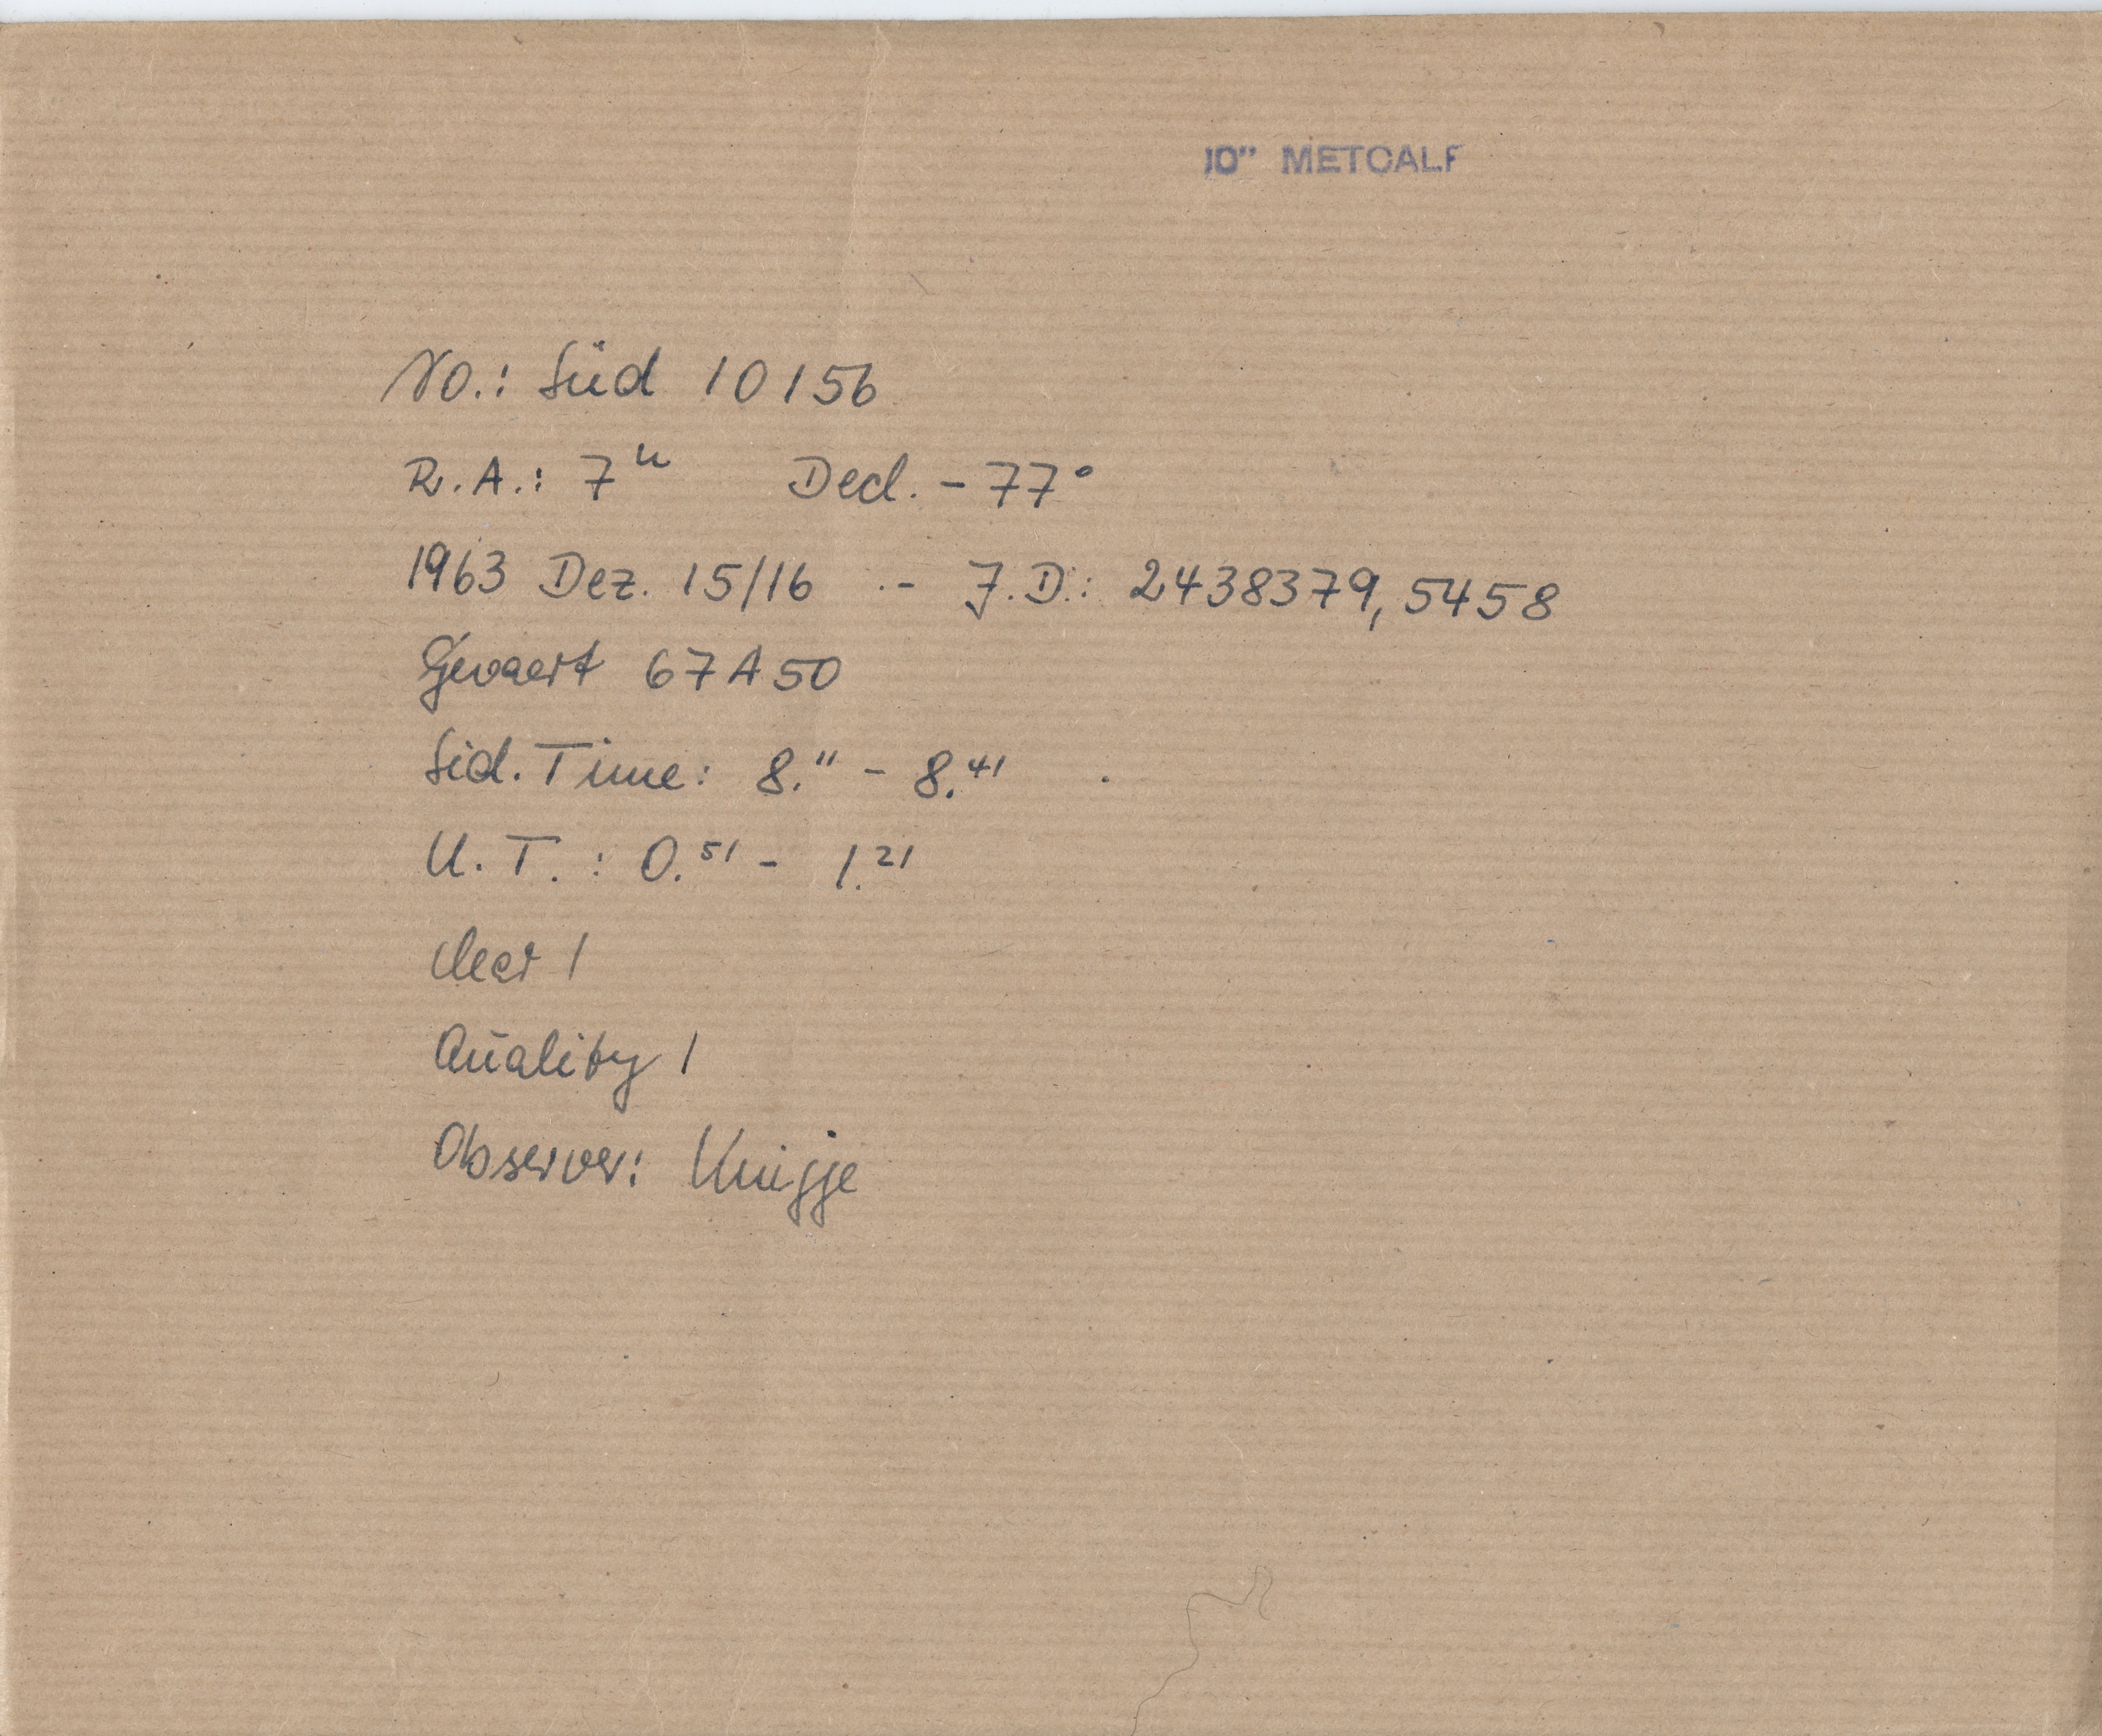 10" METCALF
No.: Süd 10156
R.A.: 7ʰ Decl. - 77°
1963 Dez. 15/16 -- J.D.: 2438379,5458
Gevaert 67A50
Sid. Time: 8.¹¹ - 8.⁴¹
U.T.: 0.⁵¹ - 1.²¹
clear 1
Quality 1
Observer: Knigge